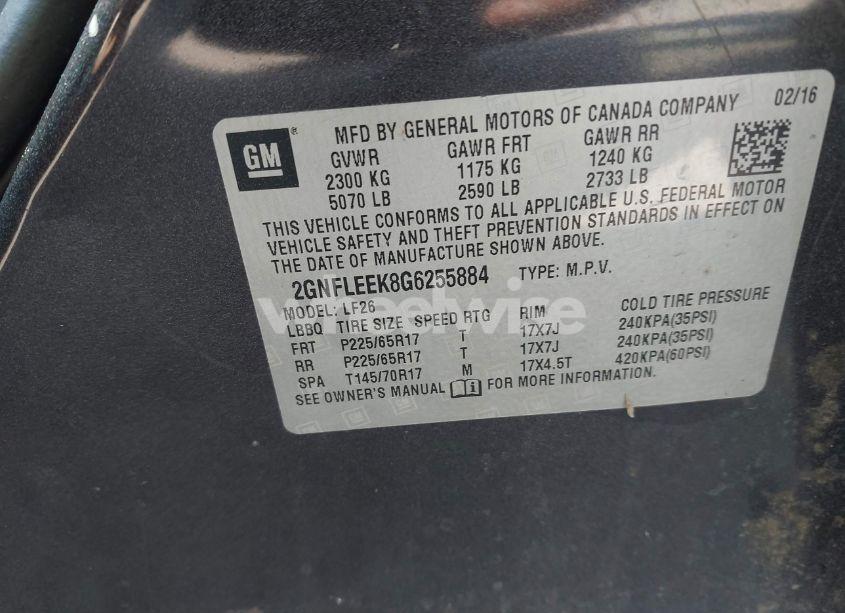 GM ®
MFD BY GENERAL MOTORS OF CANADA COMPANY 02/16
GVWR GAWR FRT GAWR RR
2300 KG 1175 KG 1240 KG
5070 LB 2590 LB 2733 LB
THIS VEHICLE CONFORMS TO ALL APPLICABLE U.S. FEDERAL MOTOR
VEHICLE SAFETY AND THEFT PREVENTION STANDARDS IN EFFECT ON
THE DATE OF MANUFACTURE SHOWN ABOVE.
2GNFLEEK8G6255884 TYPE: M.P.V.
wheelwise
MODEL: LF26
LBBQ TIRE SIZE SPEED RTG RIM COLD TIRE PRESSURE
FRT P225/65R17 T 17X7J 240KPA(35PSI)
RR P225/65R17 T 17X7J 240KPA(35PSI)
SPA T145/70R17 M 17X4.5T 420KPA(60PSI)
SEE OWNER'S MANUAL FOR MORE INFORMATION.